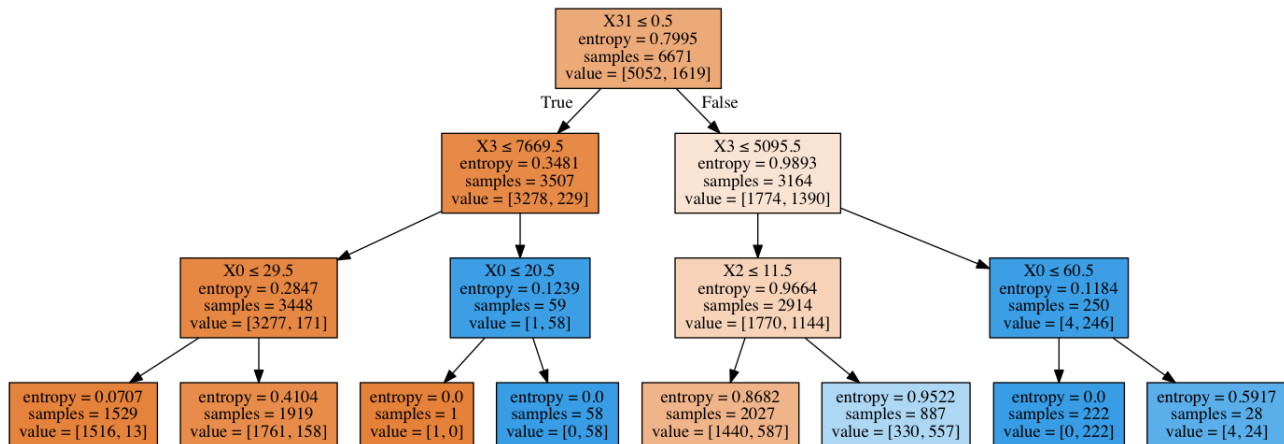 X31 ≤ 0.5
entropy = 0.7995
samples = 6671
value = [5052, 1619]
True
False
X3 ≤ 7669.5
entropy = 0.3481
samples = 3507
value = [3278, 229]
X3 ≤ 5095.5
entropy = 0.9893
samples = 3164
value = [1774, 1390]
X0 ≤ 29.5
entropy = 0.2847
samples = 3448
value = [3277, 171]
X0 ≤ 20.5
entropy = 0.1239
samples = 59
value = [1, 58]
X2 ≤ 11.5
entropy = 0.9664
samples = 2914
value = [1770, 1144]
X0 ≤ 60.5
entropy = 0.1184
samples = 250
value = [4, 246]
entropy = 0.0707
samples = 1529
value = [1516, 13]
entropy = 0.4104
samples = 1919
value = [1761, 158]
entropy = 0.0
samples = 1
value = [1, 0]
entropy = 0.0
samples = 58
value = [0, 58]
entropy = 0.8682
samples = 2027
value = [1440, 587]
entropy = 0.9522
samples = 887
value = [330, 557]
entropy = 0.0
samples = 222
value = [0, 222]
entropy = 0.5917
samples = 28
value = [4, 24]